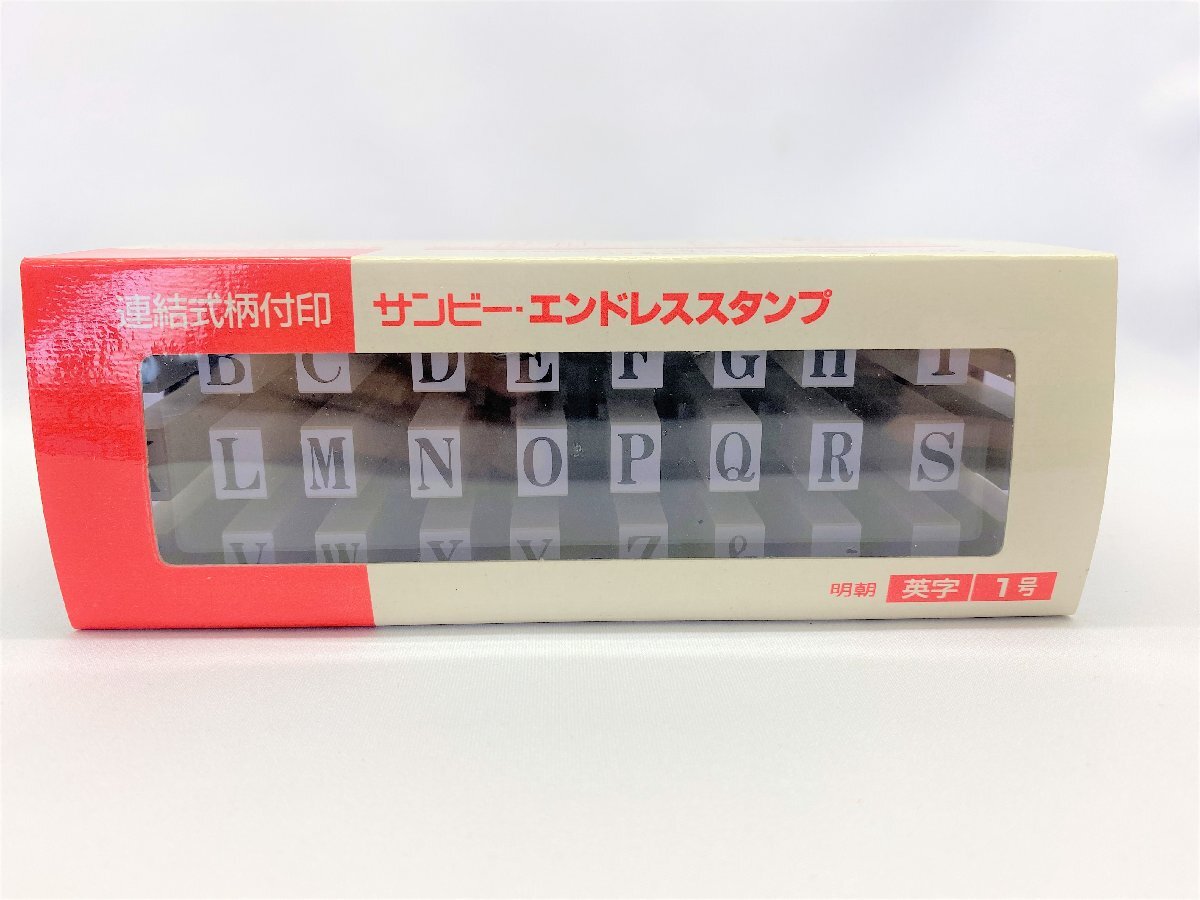 連結式柄付印 サンビー・エンドレススタンプ
B C D E F G H I
L M N O P Q R S
V W X Y Z & -
明朝 英字 1号